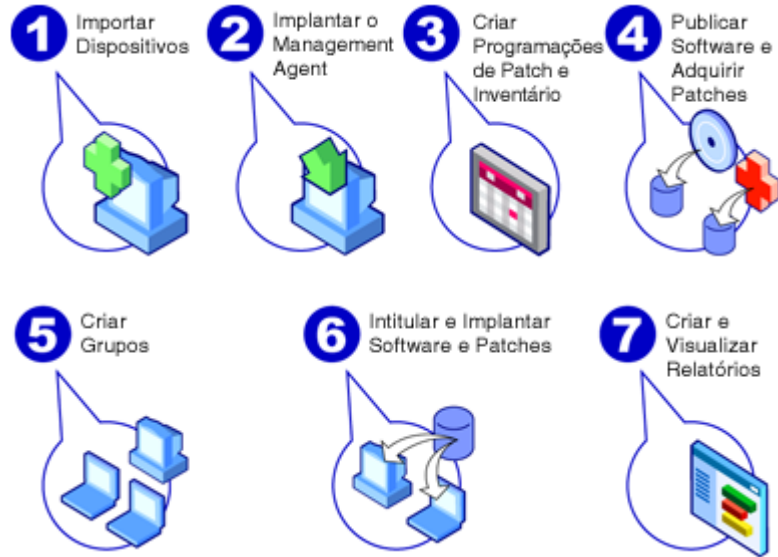 1 Importar
Dispositivos
2 Implantar o
Management
Agent
3 Criar
Programações
de Patch e
Inventário
4 Publicar
Software e
Adquirir
Patches
5 Criar
Grupos
6 Intitular e Implantar
Software e Patches
7 Criar e
Visualizar
Relatórios